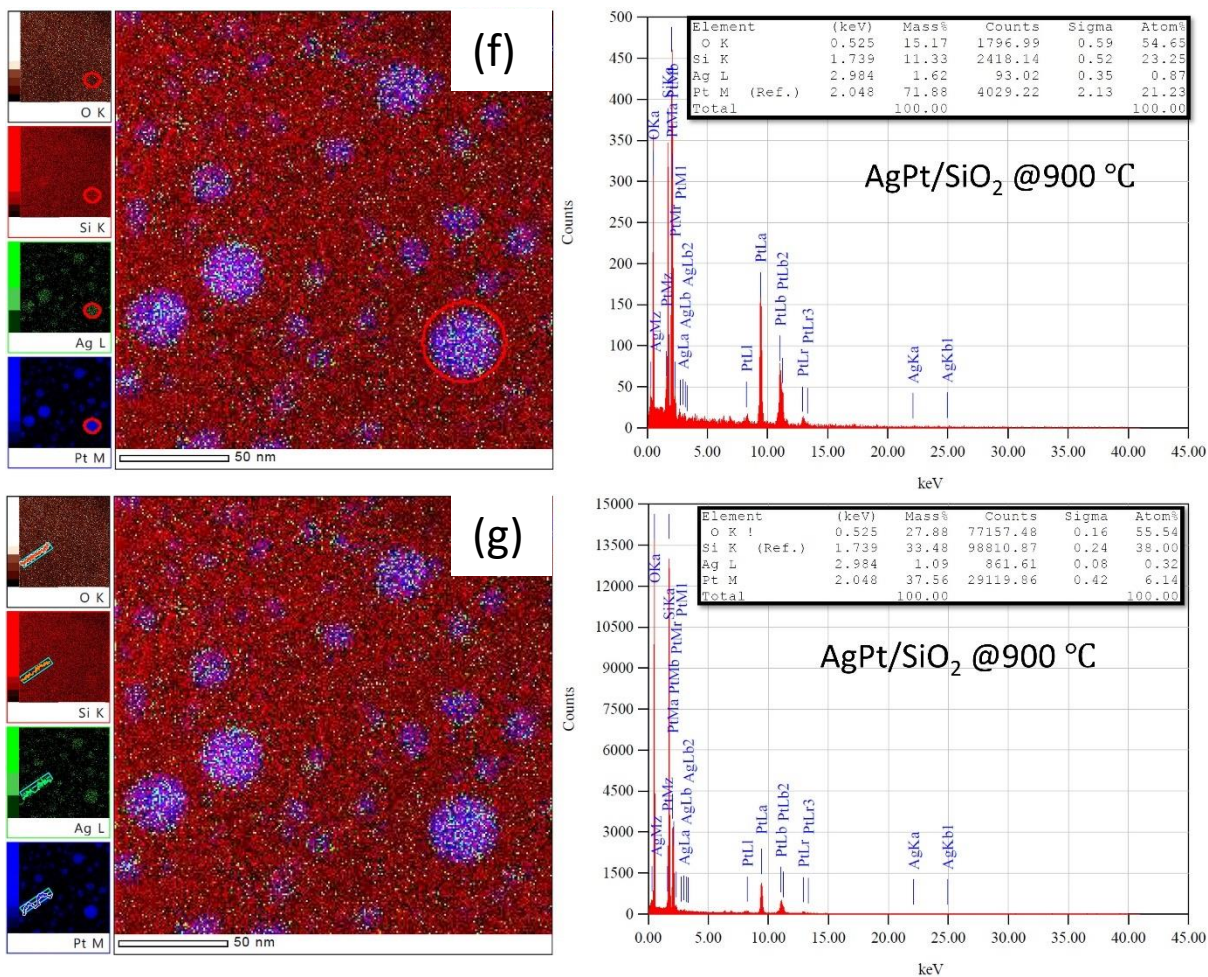 (f)
O K
Si K
Ag L
Pt M
50 nm
Element (keV) Mass% Counts Sigma Atom%
O K 0.525 15.17 1796.99 0.59 54.65
Si K 1.739 11.33 2418.14 0.52 23.25
Ag L 2.984 1.62 93.02 0.35 0.87
Pt M (Ref.) 2.048 71.88 4029.22 2.13 21.23
Total 100.00 100.00
AgPt/SiO₂ @900 ℃
Counts
500
450
400
350
300
250
200
150
100
50
0
AgMz
OKa
PtMz
SiKa
PtMa PtMb
PtMr PtM1
AgLa AgLb AgLb2
PtLl
PtLa
PtLb PtLb2
PtLr PtLr3
AgKa
AgKb1
0.00 5.00 10.00 15.00 20.00 25.00 30.00 35.00 40.00 45.00
keV
(g)
O K
Si K
Ag L
Pt M
50 nm
Element (keV) Mass% Counts Sigma Atom%
O K ! 0.525 27.88 77157.48 0.16 55.54
Si K (Ref.) 1.739 33.48 98810.87 0.24 38.00
Ag L 2.984 1.09 861.61 0.08 0.32
Pt M 2.048 37.56 29119.86 0.42 6.14
Total 100.00 100.00
AgPt/SiO₂ @900 ℃
Counts
15000
13500
12000
10500
9000
7500
6000
4500
3000
1500
0
AgMz
OKa
PtMz
SiKa
PtMa PtMb PtMr PtM1
AgLa AgLb AgLb2
PtLl
PtLa
PtLb PtLb2
PtLr PtLr3
AgKa
AgKb1
0.00 5.00 10.00 15.00 20.00 25.00 30.00 35.00 40.00 45.00
keV